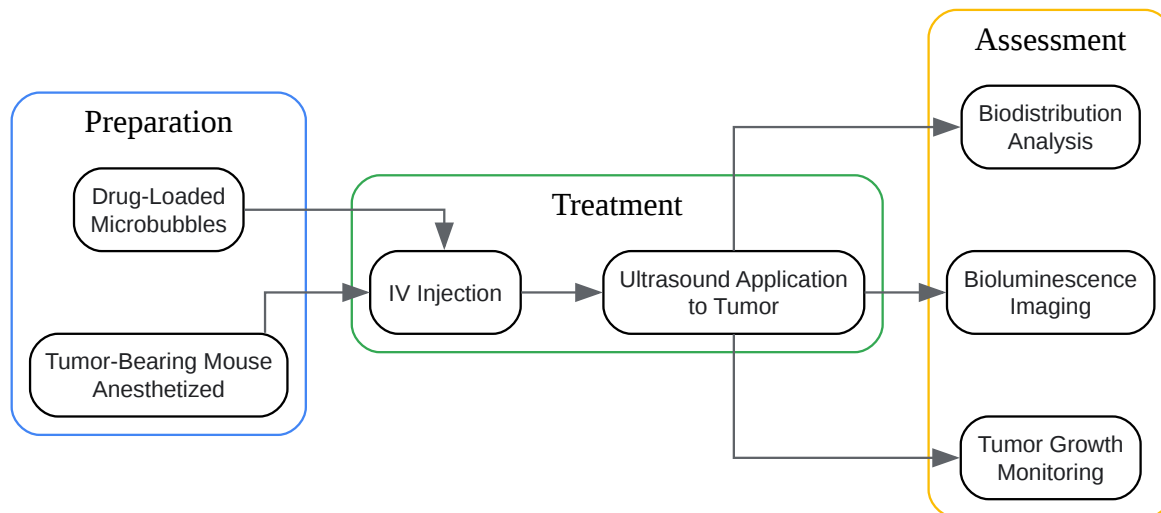 Preparation
Drug-Loaded
Microbubbles
Tumor-Bearing Mouse
Anesthetized
Treatment
IV Injection
Ultrasound Application
to Tumor
Assessment
Biodistribution
Analysis
Bioluminescence
Imaging
Tumor Growth
Monitoring